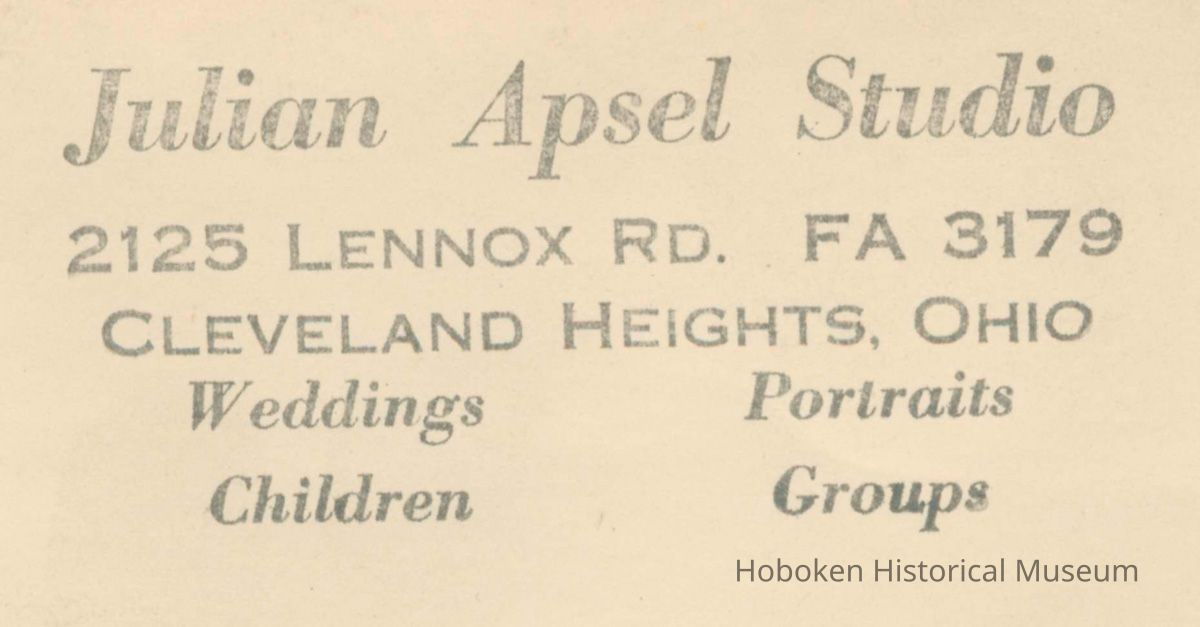 Julian Apsel Studio
2125 LENNOX RD. FA 3179
CLEVELAND HEIGHTS, OHIO
Weddings Portraits
Children Groups
Hoboken Historical Museum